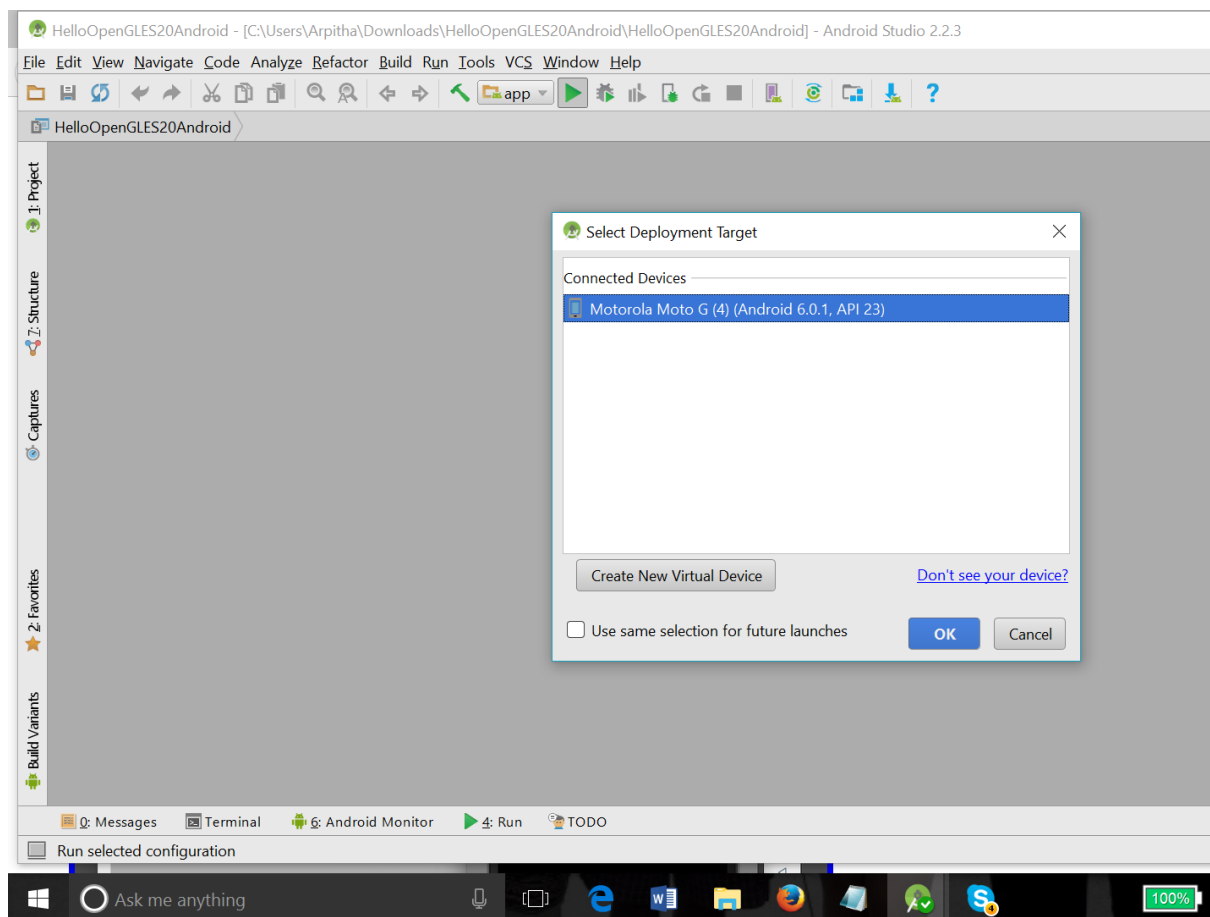 HelloOpenGLES20Android - [C:\Users\Arpitha\Downloads\HelloOpenGLES20Android\HelloOpenGLES20Android] - Android Studio 2.2.3
File Edit View Navigate Code Analyze Refactor Build Run Tools VCS Window Help
app
?
HelloOpenGLES20Android
1: Project
7: Structure
Captures
2: Favorites
Build Variants
Select Deployment Target
Connected Devices
Motorola Moto G (4) (Android 6.0.1, API 23)
Create New Virtual Device
Don't see your device?
Use same selection for future launches
OK
Cancel
0: Messages Terminal 6: Android Monitor 4: Run TODO
Run selected configuration
Ask me anything
4
100%